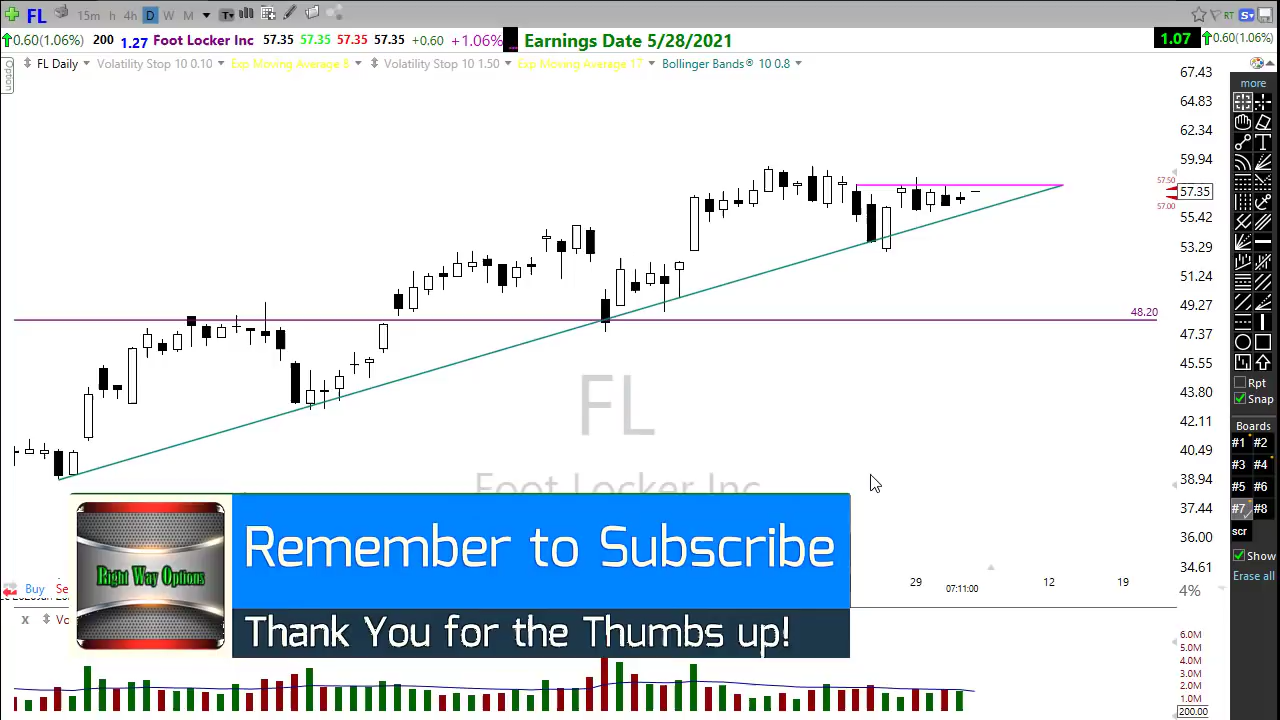 FL 15m h 4h D W M T RT S
0.60(1.06%) 200 1.27 Foot Locker Inc 57.35 57.35 57.35 57.35 +0.60 +1.06% Earnings Date 5/28/2021 1.07 0.60(1.06%)
Option
FL Daily Volatility Stop 10 0.10 Exp Moving Average 8 Volatility Stop 10 1.50 Exp Moving Average 17 Bollinger Bands® 10 0.8
67.43
64.83
62.34
59.94
57.50
57.35
57.00
55.42
53.29
51.24
49.27
48.20
47.37
45.55
43.80
42.11
40.49
38.94
37.44
36.00
34.61
4%
FL
Foot Locker Inc
Right Way Options
Remember to Subscribe
Thank You for the Thumbs up!
Buy
29 12 19
07:11:00
x
6.0M
5.0M
4.0M
3.0M
2.0M
1.0M
200.00
more
T
Rpt
Snap
Boards
#1 #2
#3 #4
#5 #6
#7 #8
scr
Show
Erase all